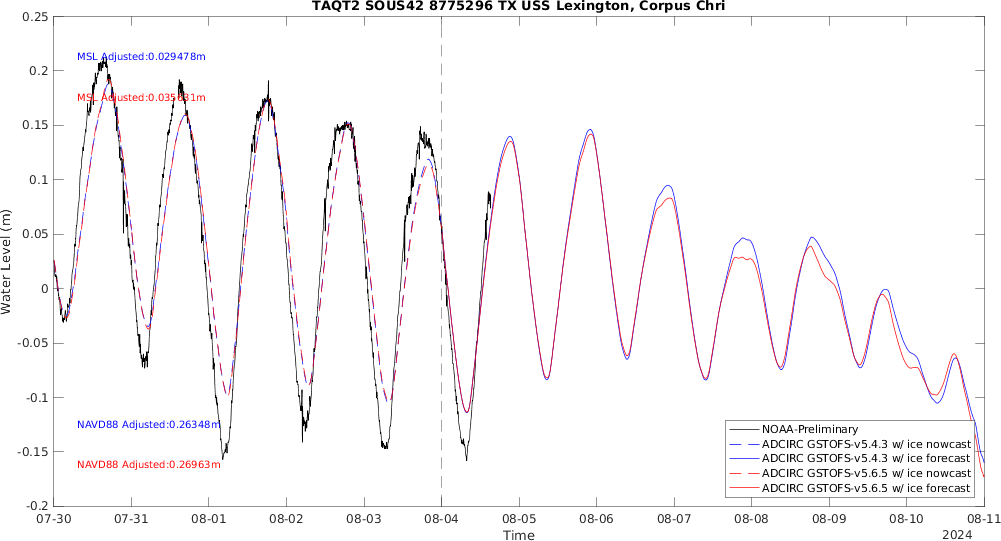 TAQT2 SOUS42 8775296 TX USS Lexington, Corpus Chri
0.25
0.2
0.15
0.1
0.05
0
-0.05
-0.1
-0.15
-0.2
Water Level (m)
MSL Adjusted:0.029478m
MSL Adjusted:0.035631m
NAVD88 Adjusted:0.26348m
NAVD88 Adjusted:0.26963m
NOAA-Preliminary
ADCIRC GSTOFS-v5.4.3 w/ ice nowcast
ADCIRC GSTOFS-v5.4.3 w/ ice forecast
ADCIRC GSTOFS-v5.6.5 w/ ice nowcast
ADCIRC GSTOFS-v5.6.5 w/ ice forecast
07-30 07-31 08-01 08-02 08-03 08-04 08-05 08-06 08-07 08-08 08-09 08-10 08-11
Time
2024